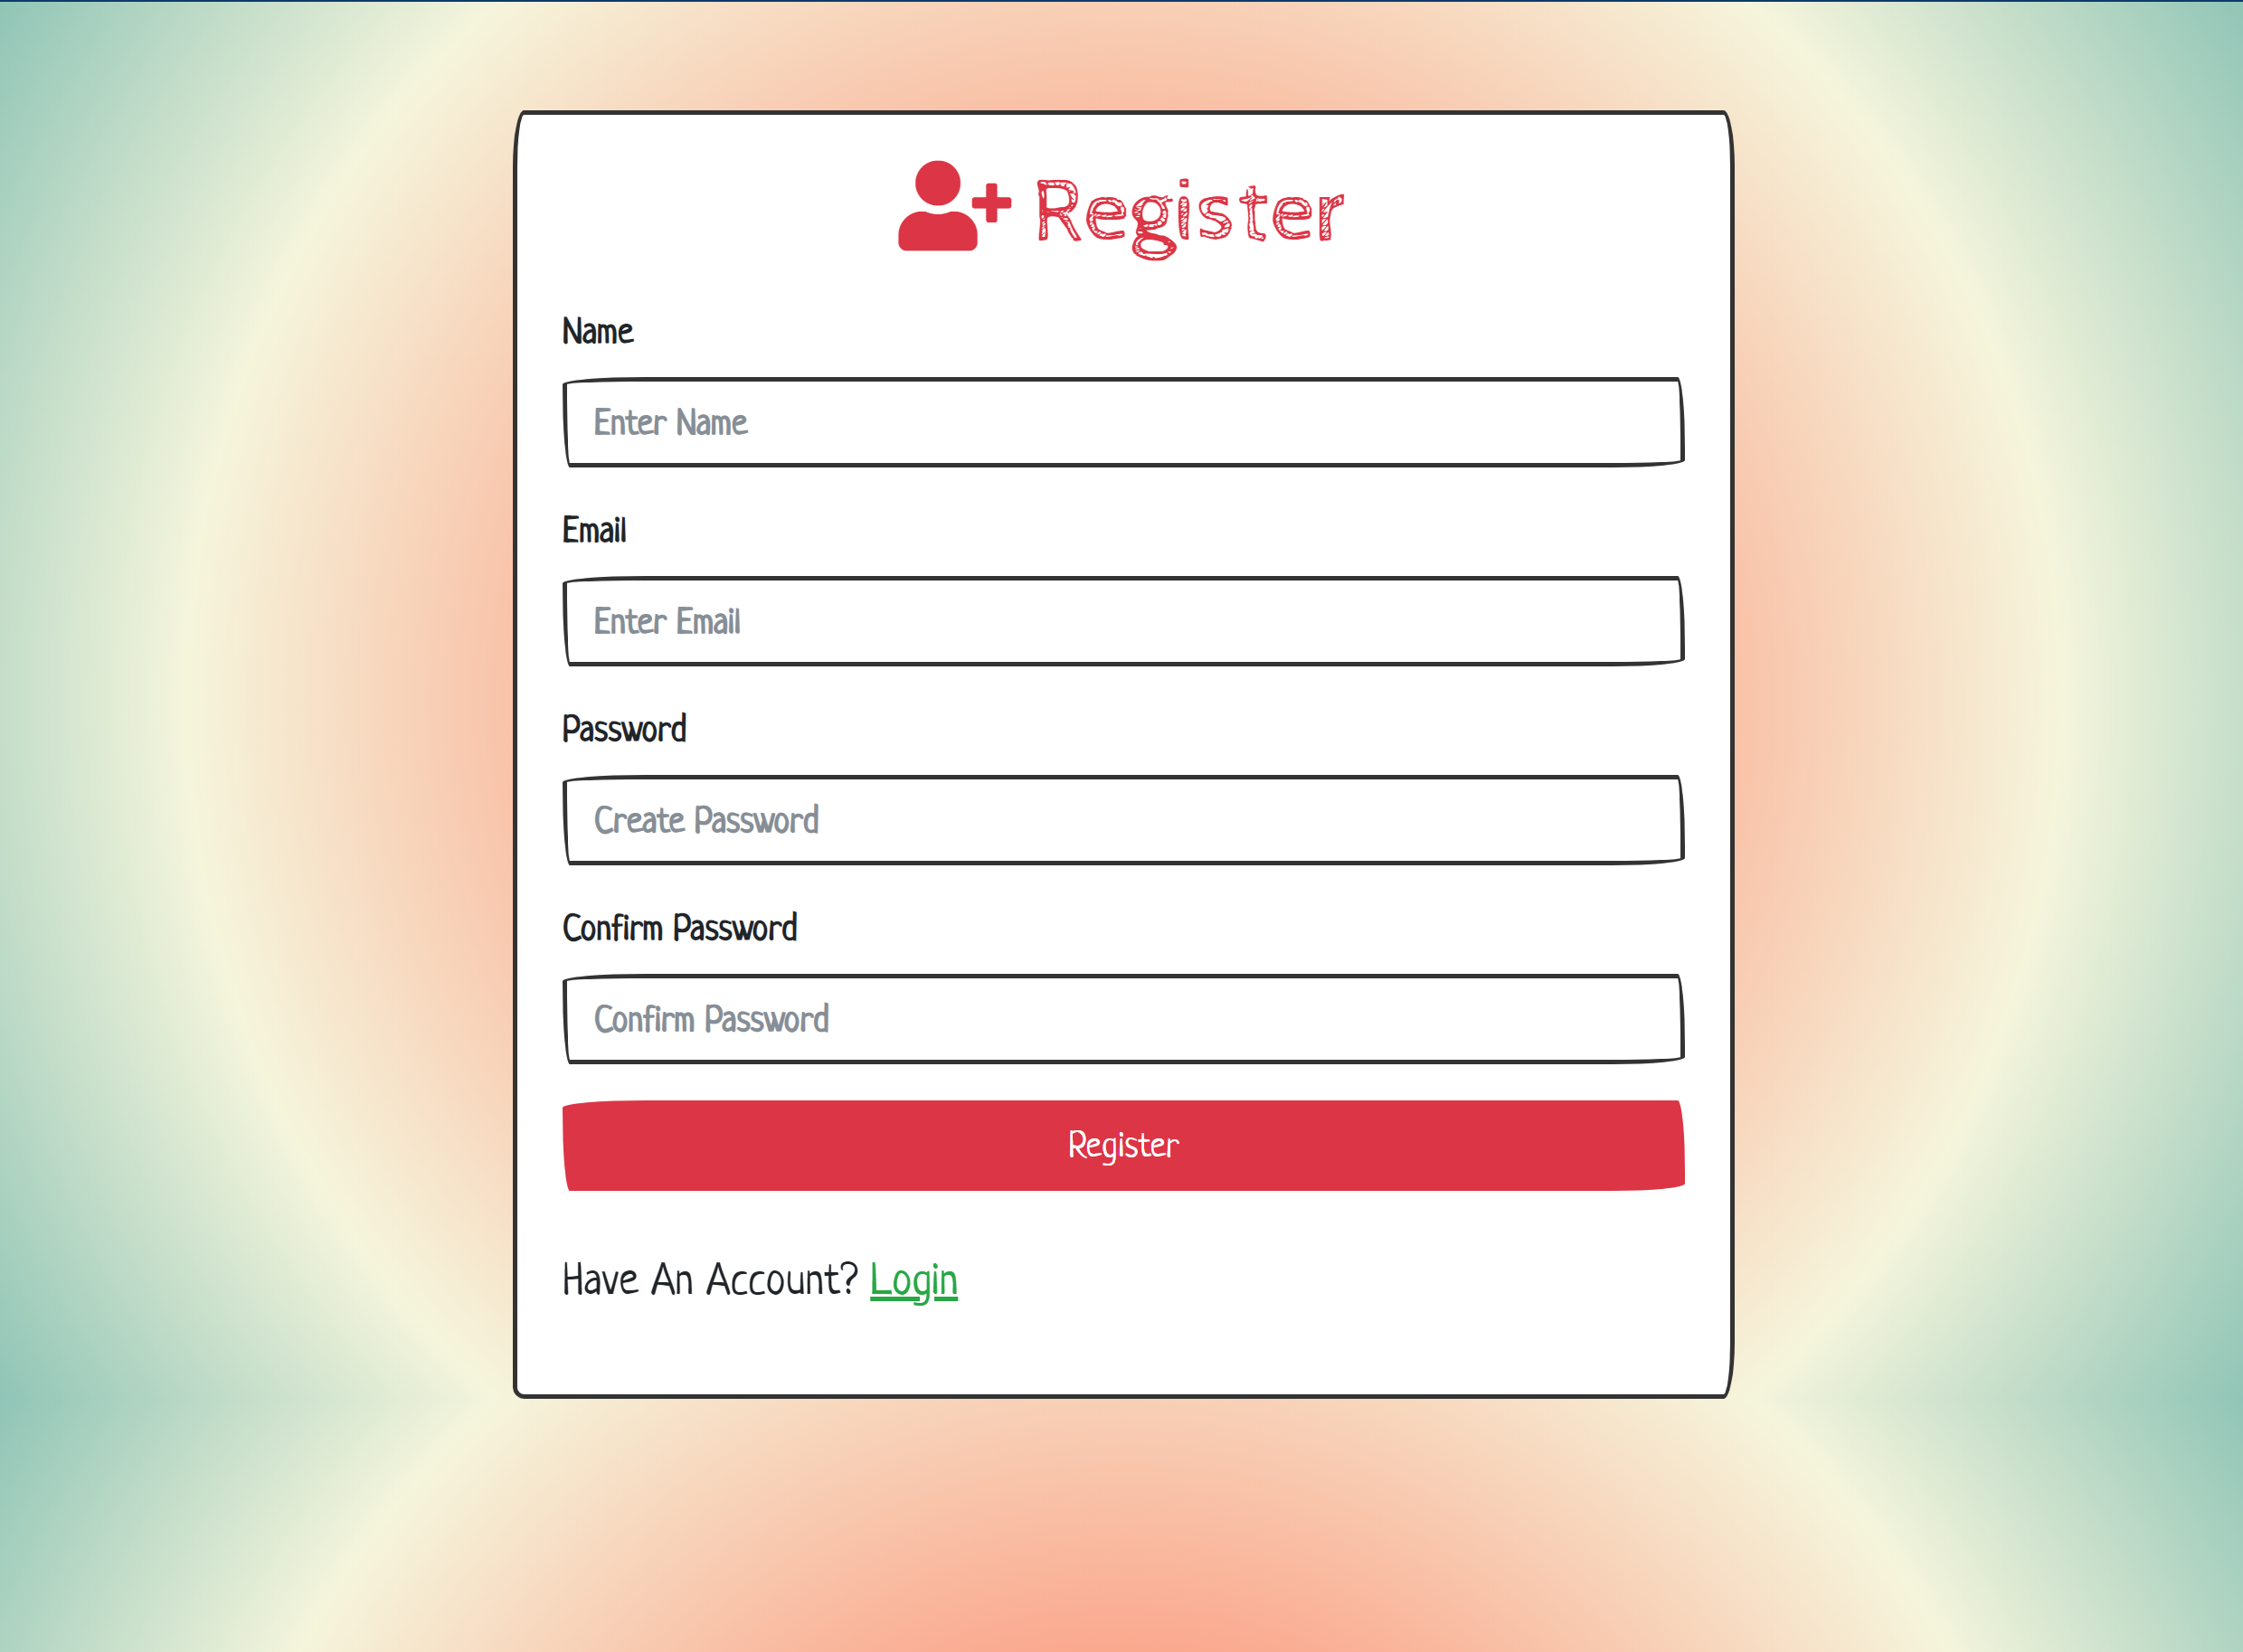 Register
Name
Enter Name
Email
Enter Email
Password
Create Password
Confirm Password
Confirm Password
Register
Have An Account? Login